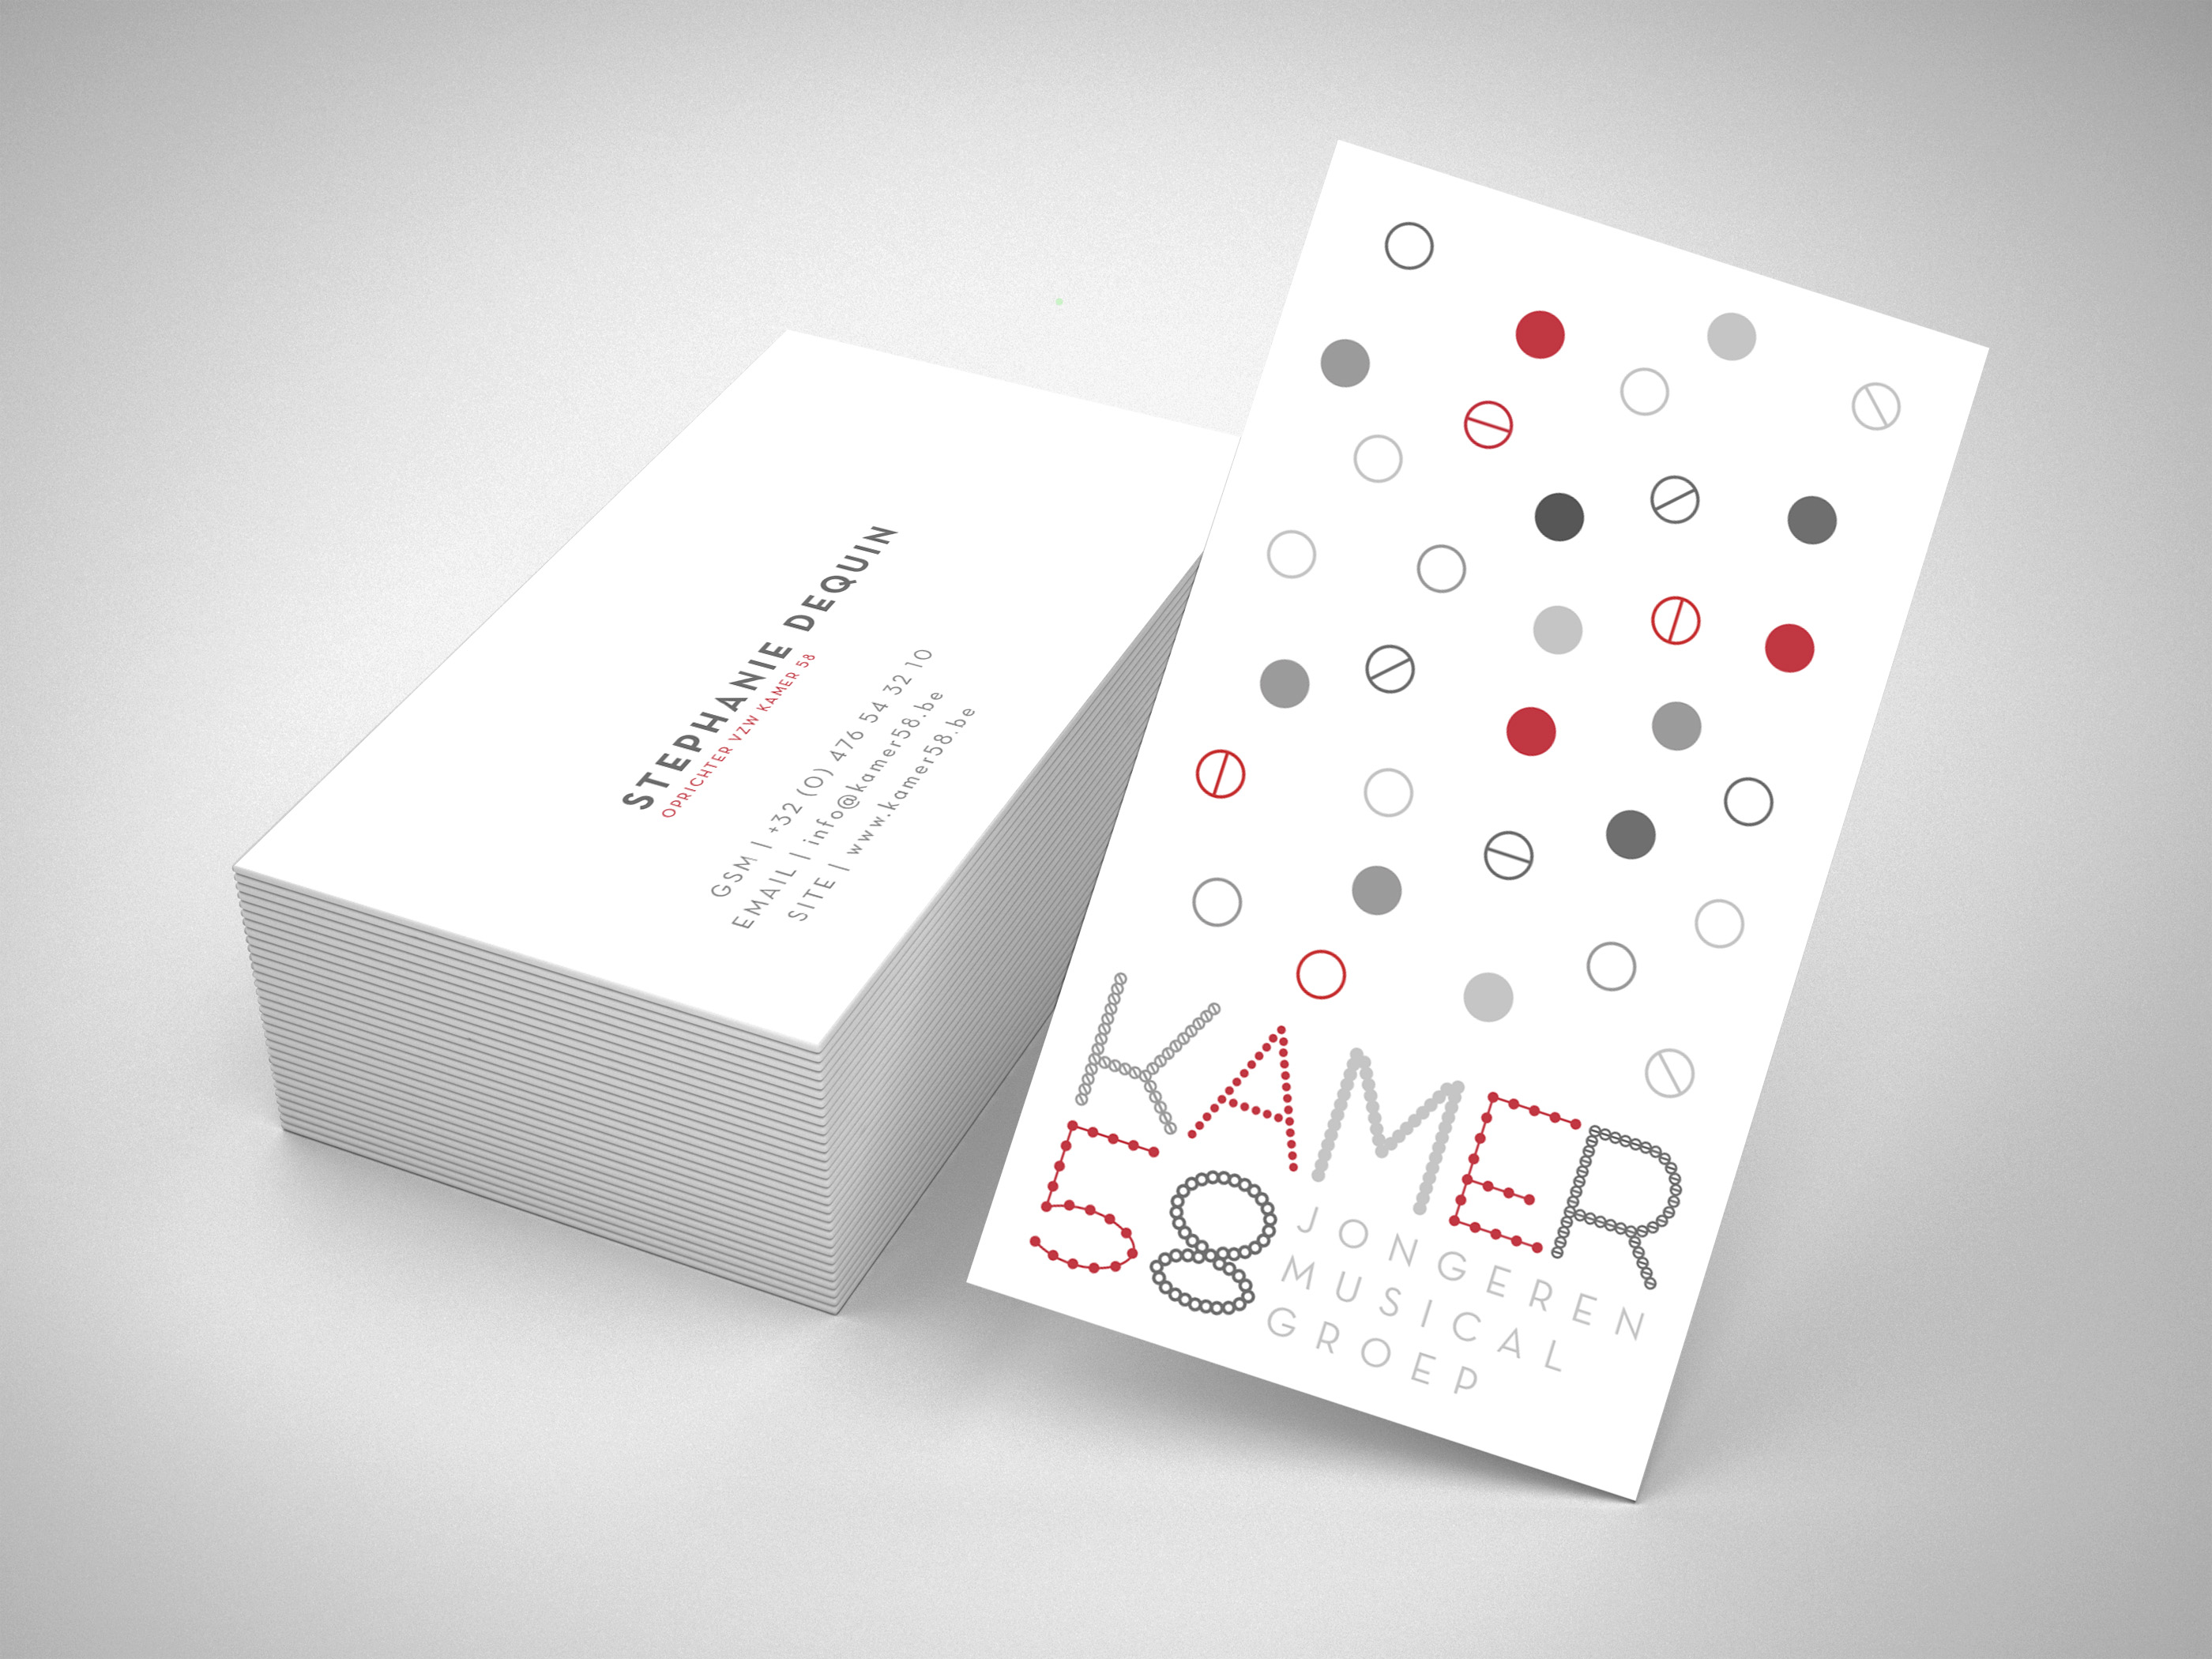 STEPHANIE DEQUIN
OPRICHTER VZW KAMER 58
GSM | +32 (0) 476 54 32 10
EMAIL | info@kamer58.be
SITE | www.kamer58.be
KAMER
58
JONGEREN
MUSICAL
GROEP